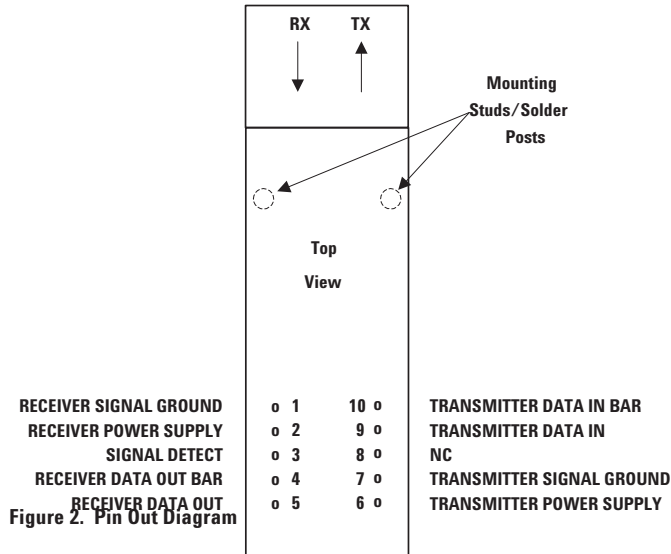 RX TX
Mounting
Studs/Solder
Posts
Top
View
RECEIVER SIGNAL GROUND o 1 10 o TRANSMITTER DATA IN BAR
RECEIVER POWER SUPPLY o 2 9 o TRANSMITTER DATA IN
SIGNAL DETECT o 3 8 o NC
RECEIVER DATA OUT BAR o 4 7 o TRANSMITTER SIGNAL GROUND
RECEIVER DATA OUT o 5 6 o TRANSMITTER POWER SUPPLY
Figure 2. Pin Out Diagram